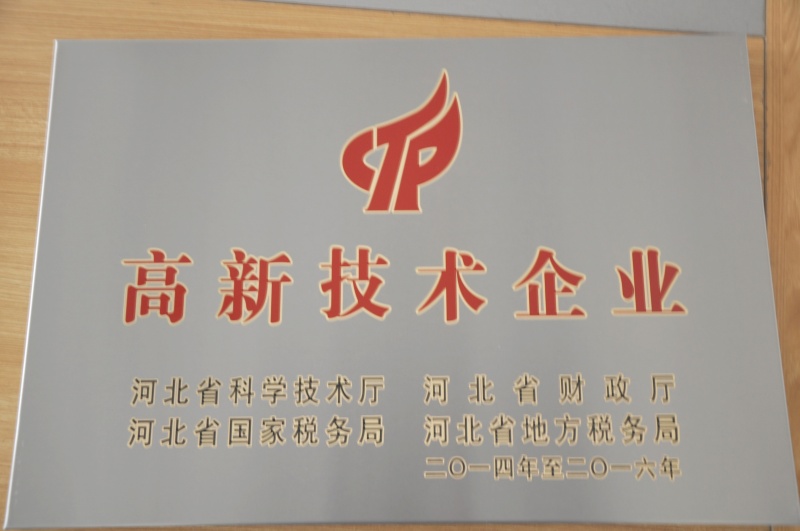 CTP
高新技术企业
河北省科学技术厅 河北省财政厅
河北省国家税务局 河北省地方税务局
二〇一四年至二〇一六年